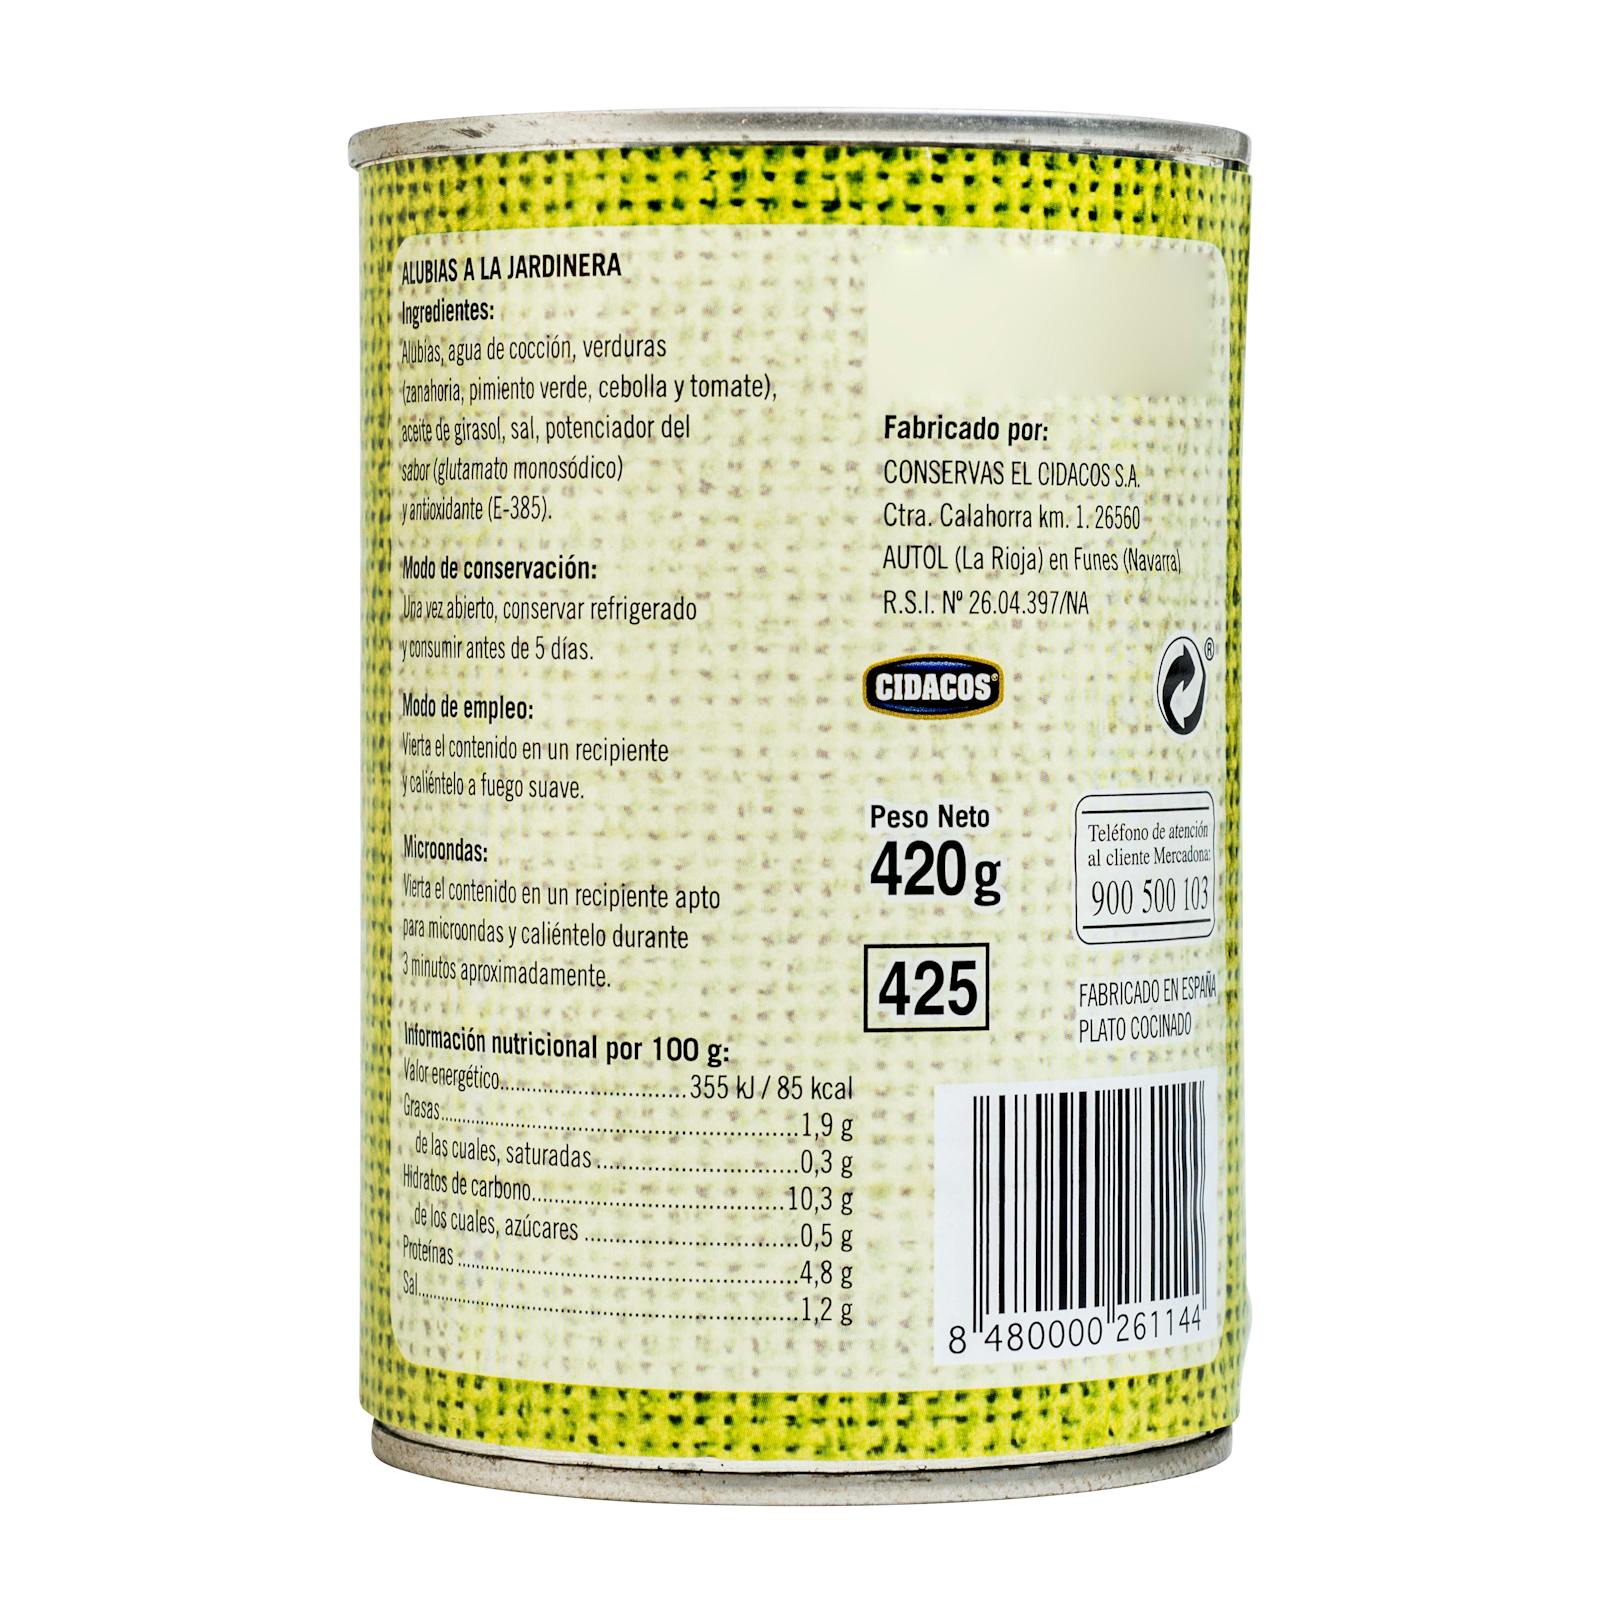 ALUBIAS A LA JARDINERA
Ingredientes:
Alubias, agua de cocción, verduras
(zanahoria, pimiento verde, cebolla y tomate),
aceite de girasol, sal, potenciador del
sabor (glutamato monosódico)
y antioxidante (E-385).
Modo de conservación:
Una vez abierto, conservar refrigerado
y consumir antes de 5 días.
Modo de empleo:
Vierta el contenido en un recipiente
y caliéntelo a fuego suave.
Microondas:
Vierta el contenido en un recipiente apto
para microondas y caliéntelo durante
3 minutos aproximadamente.
Información nutricional por 100 g:
Valor energético.......................... 355 kJ / 85 kcal
Grasas.................................................. 1,9 g
de las cuales, saturadas ........................... 0,3 g
Hidratos de carbono.................................. 10,3 g
de los cuales, azúcares ............................ 0,5 g
Proteínas ............................................... 4,8 g
Sal....................................................... 1,2 g
Fabricado por:
CONSERVAS EL CIDACOS S.A.
Ctra. Calahorra km. 1. 26560
AUTOL (La Rioja) en Funes (Navarra)
R.S.I. Nº 26.04.397/NA
CIDACOS®
®
Peso Neto
420 g
425
Teléfono de atención
al cliente Mercadona:
900 500 103
FABRICADO EN ESPAÑA
PLATO COCINADO
8 480000 261144